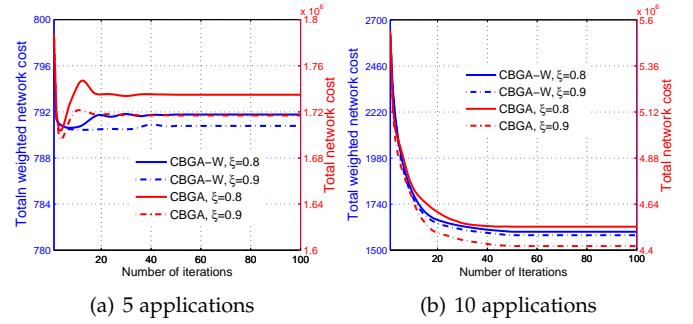 Totaln weighted network cost
800
796
792
788
784
780
20
40
60
80
100
Number of iterations
x 10^6
1.8
1.76
1.72
1.68
1.64
1.6
Total network cost
CBGA-W, ξ=0.8
CBGA-W, ξ=0.9
CBGA, ξ=0.8
CBGA, ξ=0.9
(a) 5 applications
Total weighted network cost
2700
2460
2220
1980
1740
1500
20
40
60
80
100
Number of Iterations
x 10^6
5.6
5.36
5.12
4.88
4.64
4.4
Total network cost
CBGA-W, ξ=0.8
CBGA-W, ξ=0.9
CBGA, ξ=0.8
CBGA, ξ=0.9
(b) 10 applications